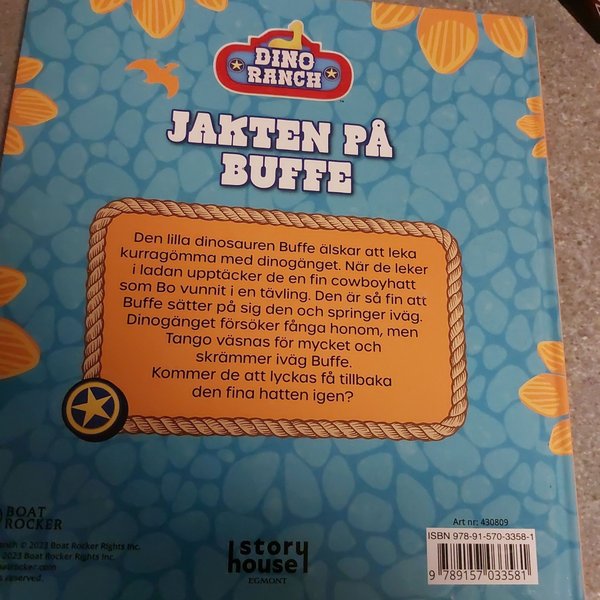 DINO
RANCH
™
JAKTEN PÅ
BUFFE
Den lilla dinosauren Buffe älskar att leka
kurragömma med dinogänget. När de leker
i ladan upptäcker de en fin cowboyhatt
som Bo vunnit i en tävling. Den är så fin att
Buffe sätter på sig den och springer iväg.
Dinogänget försöker fånga honom, men
Tango väsnas för mycket och
skrämmer iväg Buffe.
Kommer de att lyckas få tillbaka
den fina hatten igen?
BOAT
ROCKER
© 2023 Boat Rocker Rights Inc.
2023 Boat Rocker Rights Inc.
reserved.
story
house
EGMONT
Art nr: 430809
ISBN 978-91-570-3358-1
9 789157 033581